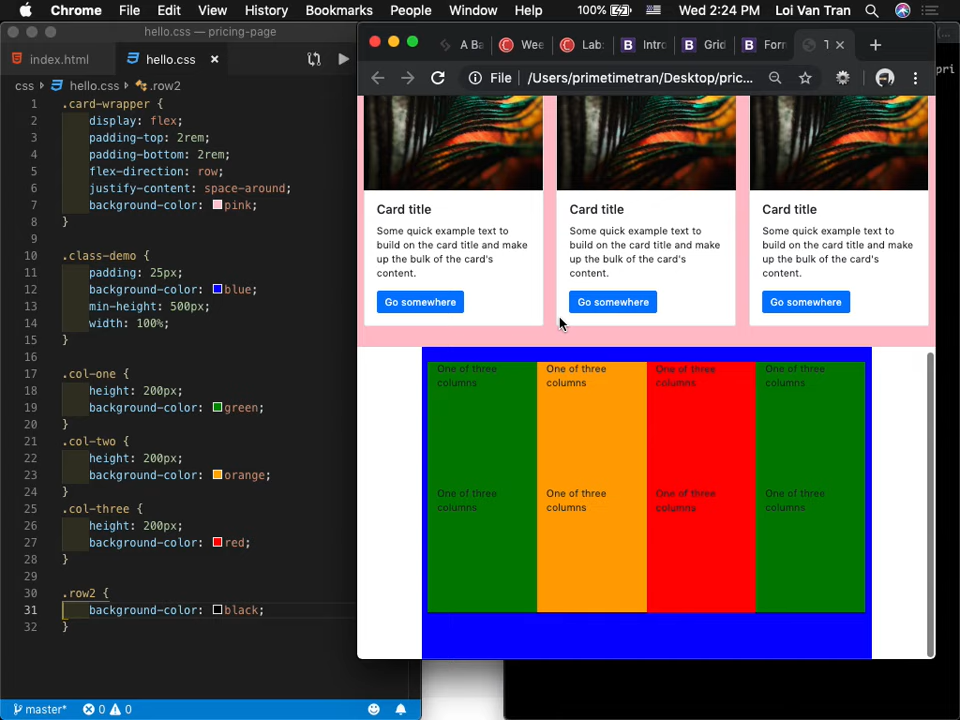 Chrome File Edit View History Bookmarks People Window Help 100% Wed 2:24 PM Loi Van Tran
hello.css — pricing-page
index.html hello.css
css > hello.css > .row2
1 .card-wrapper {
2 display: flex;
3 padding-top: 2rem;
4 padding-bottom: 2rem;
5 flex-direction: row;
6 justify-content: space-around;
7 background-color: pink;
8 }
9
10 .class-demo {
11 padding: 25px;
12 background-color: blue;
13 min-height: 500px;
14 width: 100%;
15 }
16
17 .col-one {
18 height: 200px;
19 background-color: green;
20 }
21 .col-two {
22 height: 200px;
23 background-color: orange;
24 }
25 .col-three {
26 height: 200px;
27 background-color: red;
28 }
29
30 .row2 {
31 background-color: black;
32 }
master* 0 0
A Ba Wee Lab: Intro Grid Forn T
File /Users/primetimetran/Desktop/pric...
pri
Card title Card title Card title
Some quick example text to Some quick example text to Some quick example text to
build on the card title and make build on the card title and make build on the card title and make
up the bulk of the card's up the bulk of the card's up the bulk of the card's
content. content. content.
Go somewhere Go somewhere Go somewhere
One of three One of three One of three One of three
columns columns columns columns
One of three One of three One of three One of three
columns columns columns columns